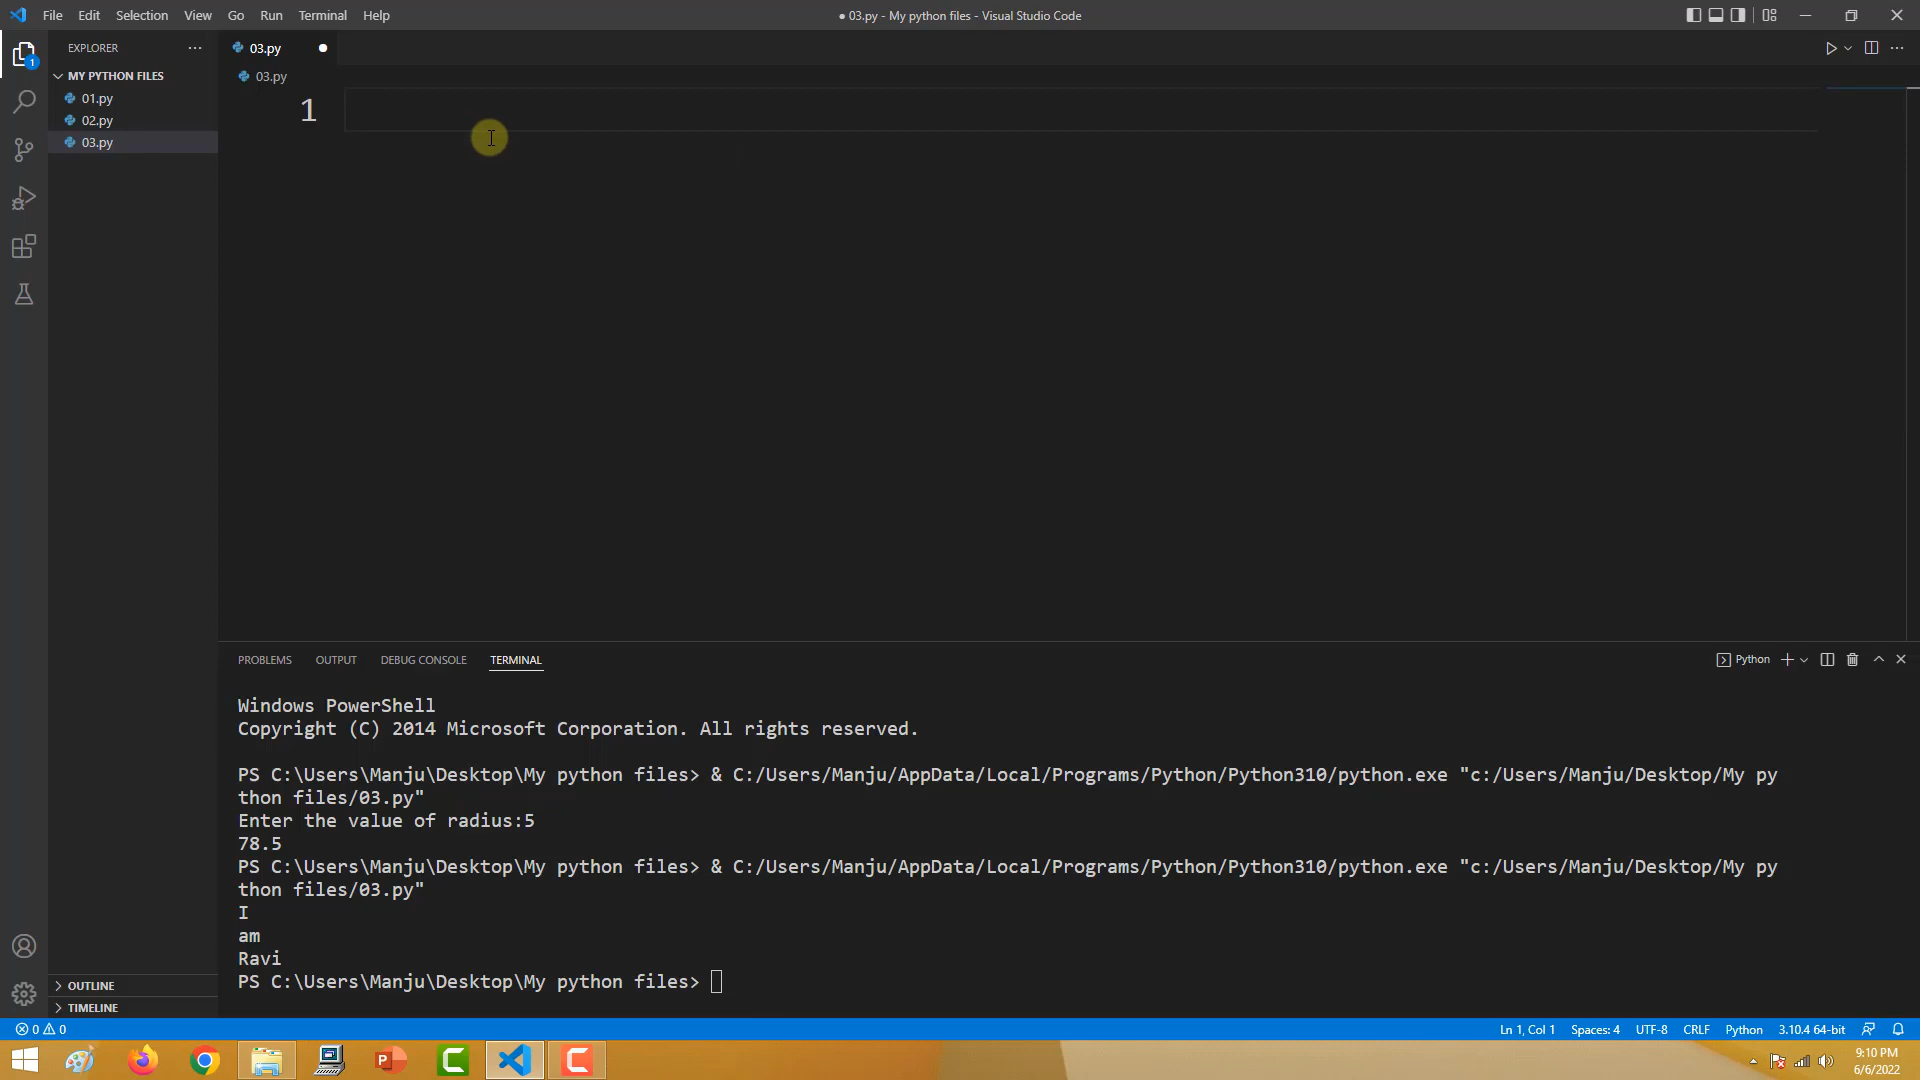 File Edit Selection View Go Run Terminal Help
● 03.py - My python files - Visual Studio Code
EXPLORER
03.py
1
MY PYTHON FILES
03.py
01.py
02.py
03.py
1
PROBLEMS OUTPUT DEBUG CONSOLE TERMINAL
Python
Windows PowerShell
Copyright (C) 2014 Microsoft Corporation. All rights reserved.
PS C:\Users\Manju\Desktop\My python files> & C:/Users/Manju/AppData/Local/Programs/Python/Python310/python.exe "c:/Users/Manju/Desktop/My py
thon files/03.py"
Enter the value of radius:5
78.5
PS C:\Users\Manju\Desktop\My python files> & C:/Users/Manju/AppData/Local/Programs/Python/Python310/python.exe "c:/Users/Manju/Desktop/My py
thon files/03.py"
I
am
Ravi
PS C:\Users\Manju\Desktop\My python files>
OUTLINE
TIMELINE
0 0
Ln 1, Col 1 Spaces: 4 UTF-8 CRLF Python 3.10.4 64-bit
9:10 PM
6/6/2022